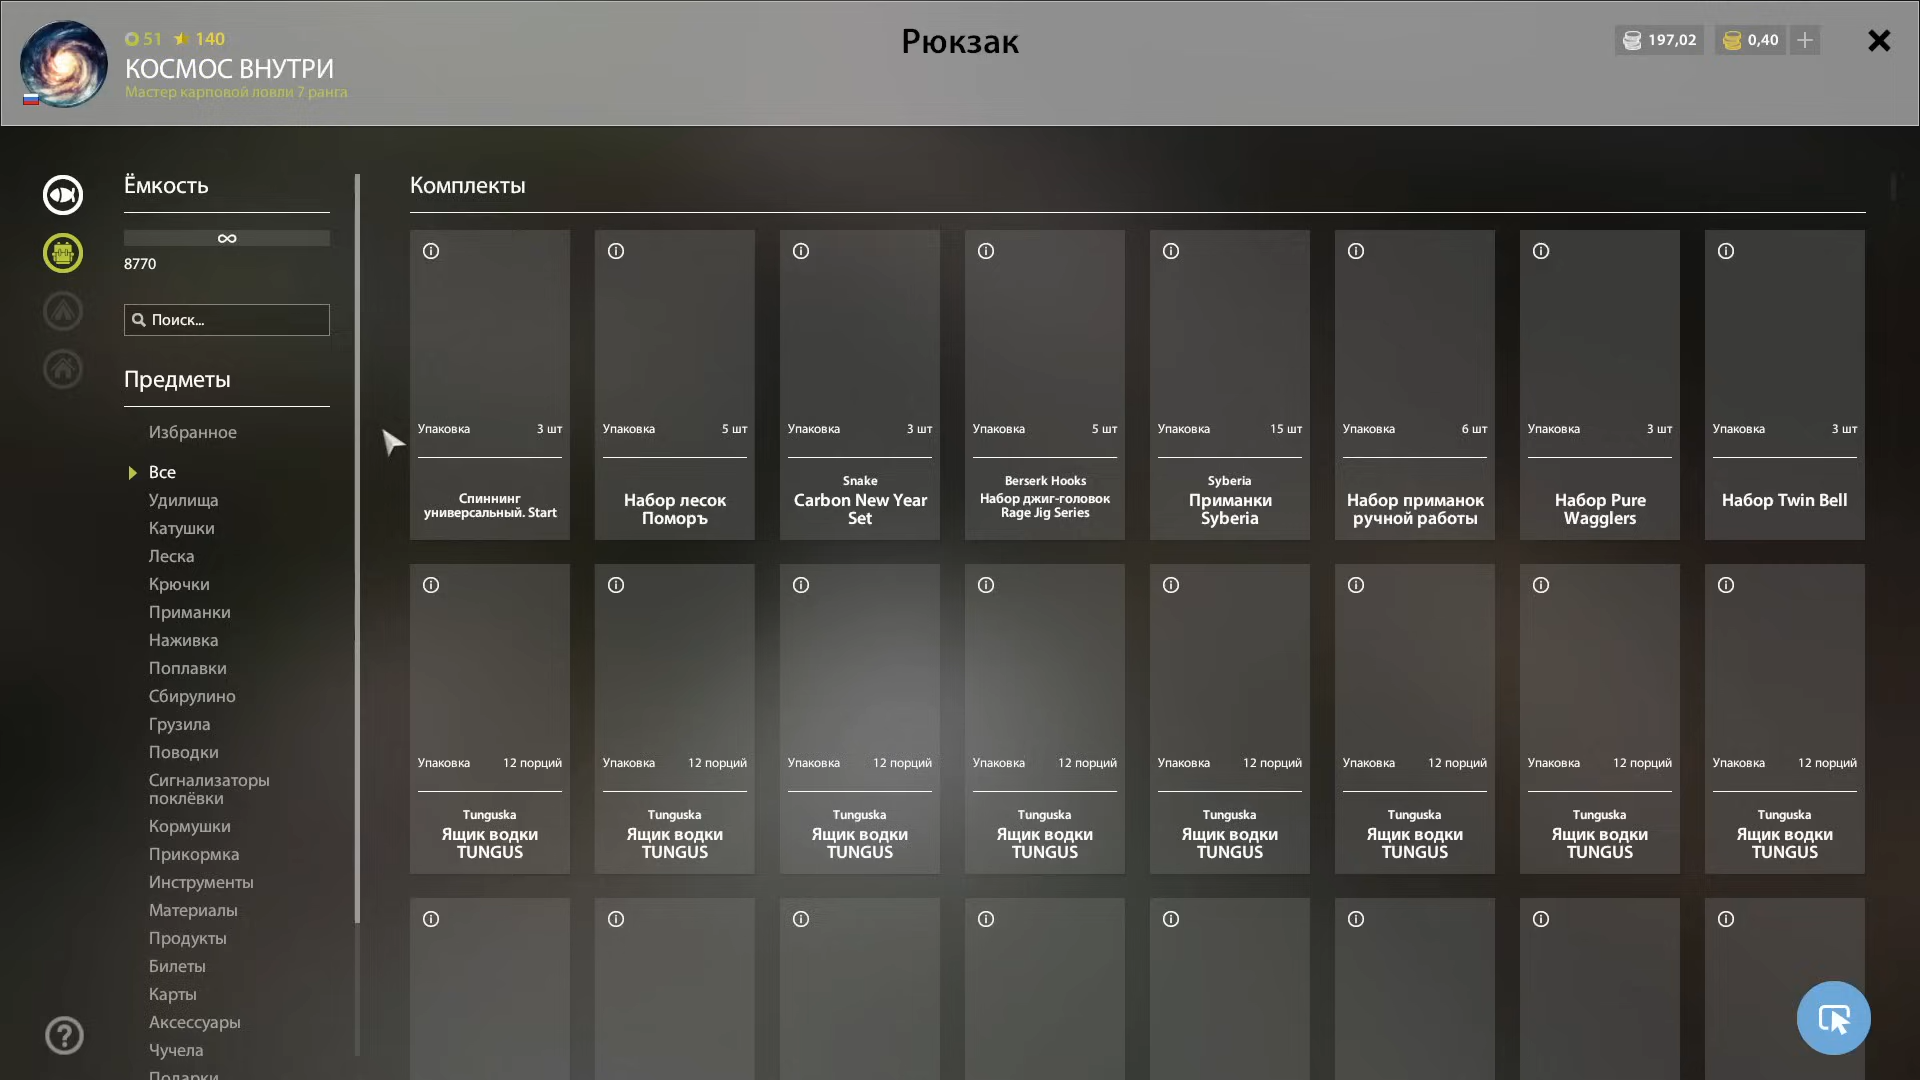 51 140
КОСМОС ВНУТРИ
Мастер карповой ловли 7 ранга
Рюкзак
197,02 0,40 +
Ёмкость
∞
8770
Поиск...
Предметы
Избранное
Все
Удилища
Катушки
Леска
Крючки
Приманки
Наживка
Поплавки
Сбирулино
Грузила
Поводки
Сигнализаторы
поклёвки
Кормушки
Прикормка
Инструменты
Материалы
Продукты
Билеты
Карты
Аксессуары
Чучела
Подарки
Комплекты
Упаковка 3 шт
Спиннинг
универсальный. Start
Упаковка 5 шт
Набор лесок
Поморъ
Упаковка 3 шт
Snake
Carbon New Year
Set
Упаковка 5 шт
Berserk Hooks
Набор джиг-головок
Rage Jig Series
Упаковка 15 шт
Syberia
Приманки
Syberia
Упаковка 6 шт
Набор приманок
ручной работы
Упаковка 3 шт
Набор Pure
Wagglers
Упаковка 3 шт
Набор Twin Bell
Упаковка 12 порций
Tunguska
Ящик водки
TUNGUS
Упаковка 12 порций
Tunguska
Ящик водки
TUNGUS
Упаковка 12 порций
Tunguska
Ящик водки
TUNGUS
Упаковка 12 порций
Tunguska
Ящик водки
TUNGUS
Упаковка 12 порций
Tunguska
Ящик водки
TUNGUS
Упаковка 12 порций
Tunguska
Ящик водки
TUNGUS
Упаковка 12 порций
Tunguska
Ящик водки
TUNGUS
Упаковка 12 порций
Tunguska
Ящик водки
TUNGUS